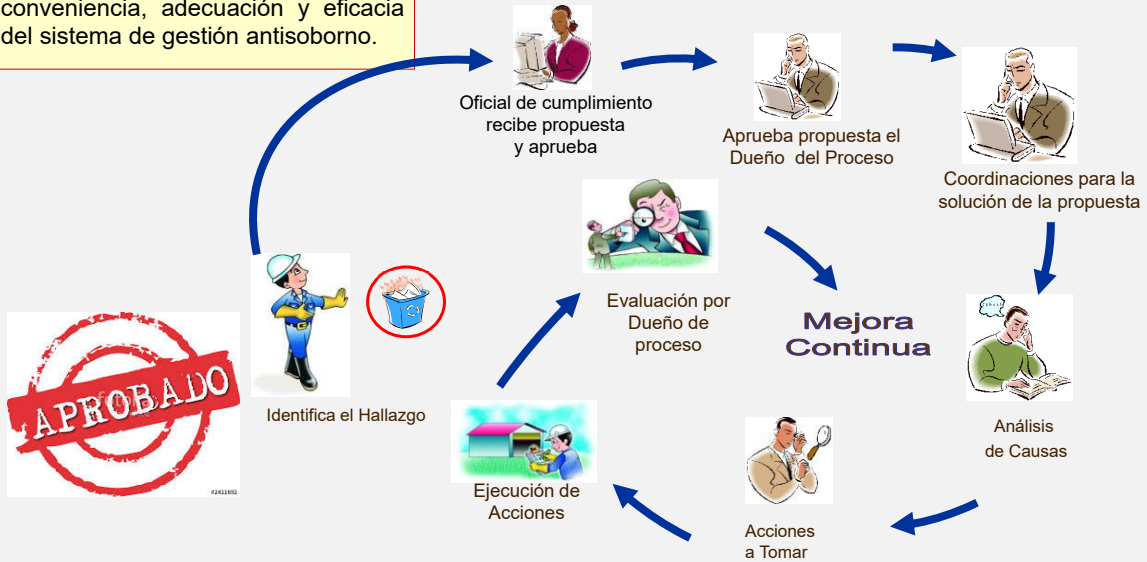 conveniencia, adecuación y eficacia
del sistema de gestión antisoborno.
Oficial de cumplimiento
recibe propuesta
y aprueba
Aprueba propuesta el
Dueño del Proceso
Coordinaciones para la
solución de la propuesta
Evaluación por
Dueño de
proceso
Mejora
Continua
Identifica el Hallazgo
APROBADO
#2411602
Análisis
de Causas
Ejecución de
Acciones
Acciones
a Tomar